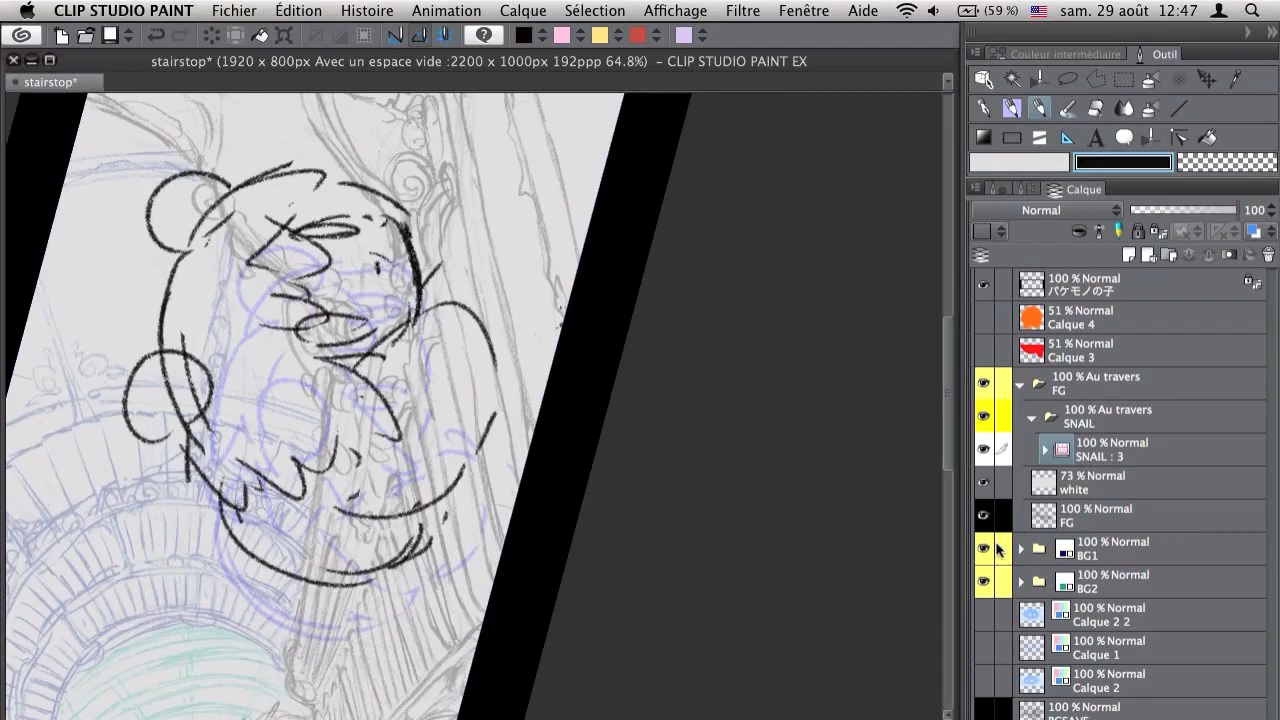 CLIP STUDIO PAINT Fichier Édition Histoire Animation Calque Sélection Affichage Filter Fenêtre Aide (59 %) sam. 29 août 12:47
stairstop* (1920 x 800px Avec un espace vide :2200 x 1000px 192ppp 64.8%) – CLIP STUDIO PAINT EX
Couleur intermédiaire Outil
stairstop*
Calque
Normal 100
100 % Normal
バケモノの子
51 % Normal
Calque 4
51 % Normal
Calque 3
100 % Au travers
FG
100 % Au travers
SNAIL
100 % Normal
SNAIL : 3
73 % Normal
white
100 % Normal
FG
100 % Normal
BG1
100 % Normal
BG2
100 % Normal
Calque 2 2
100 % Normal
Calque 1
100 % Normal
Calque 2
100 % Normal